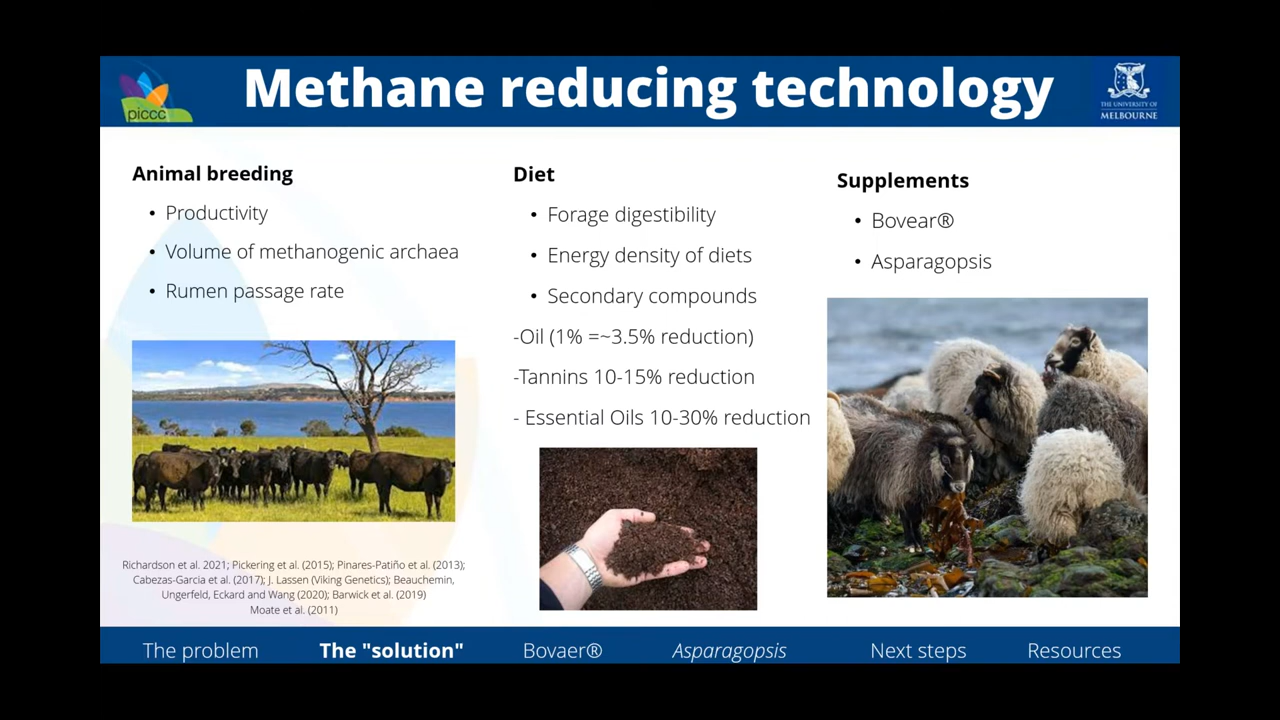 piccc
Methane reducing technology
THE UNIVERSITY OF
MELBOURNE
Animal breeding
• Productivity
• Volume of methanogenic archaea
• Rumen passage rate
Richardson et al. 2021; Pickering et al. (2015); Pinares-Patiño et al. (2013);
Cabezas-Garcia et al. (2017); J. Lassen (Viking Genetics); Beauchemin,
Ungerfeld, Eckard and Wang (2020); Barwick et al. (2019)
Moate et al. (2011)
Diet
• Forage digestibility
• Energy density of diets
• Secondary compounds
-Oil (1% =~3.5% reduction)
-Tannins 10-15% reduction
- Essential Oils 10-30% reduction
Supplements
• Bovear®
• Asparagopsis
The problem The "solution" Bovaer® Asparagopsis Next steps Resources